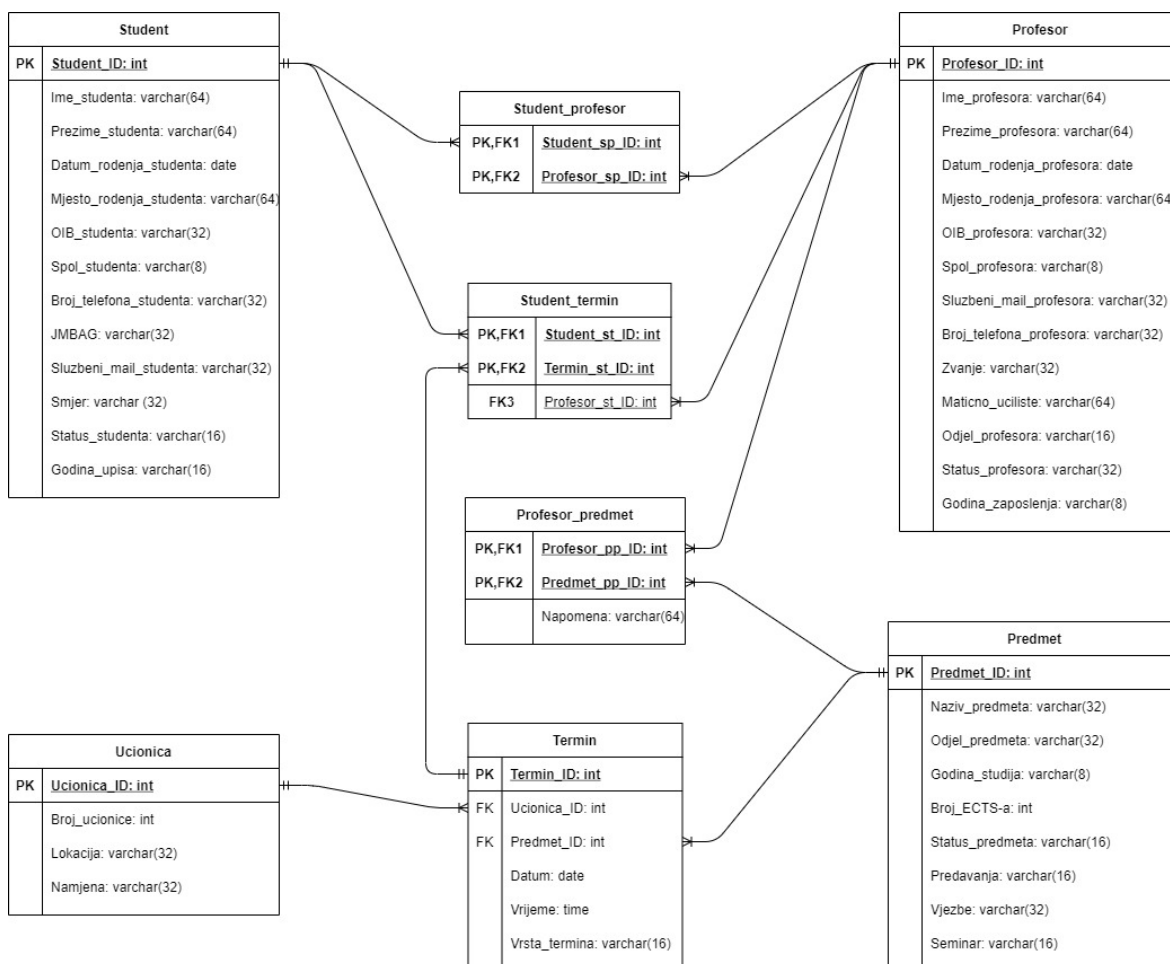 Student
PK Student_ID: int
Ime_studenta: varchar(64)
Prezime_studenta: varchar(64)
Datum_rodenja_studenta: date
Mjesto_rodenja_studenta: varchar(64)
OIB_studenta: varchar(32)
Spol_studenta: varchar(8)
Broj_telefona_studenta: varchar(32)
JMBAG: varchar(32)
Sluzbeni_mail_studenta: varchar(32)
Smjer: varchar (32)
Status_studenta: varchar(16)
Godina_upisa: varchar(16)
Student_profesor
PK,FK1 Student_sp_ID: int
PK,FK2 Profesor_sp_ID: int
Profesor
PK Profesor_ID: int
Ime_profesora: varchar(64)
Prezime_profesora: varchar(64)
Datum_rodenja_profesora: date
Mjesto_rodenja_profesora: varchar(64
OIB_profesora: varchar(32)
Spol_profesora: varchar(8)
Sluzbeni_mail_profesora: varchar(32)
Broj_telefona_profesora: varchar(32)
Zvanje: varchar(32)
Maticno_uciliste: varchar(64)
Odjel_profesora: varchar(16)
Status_profesora: varchar(32)
Godina_zaposlenja: varchar(8)
Student_termin
PK,FK1 Student_st_ID: int
PK,FK2 Termin_st_ID: int
FK3 Profesor_st_ID: int
Profesor_predmet
PK,FK1 Profesor_pp_ID: int
PK,FK2 Predmet_pp_ID: int
Napomena: varchar(64)
Ucionica
PK Ucionica_ID: int
Broj_ucionice: int
Lokacija: varchar(32)
Namjena: varchar(32)
Termin
PK Termin_ID: int
FK Ucionica_ID: int
FK Predmet_ID: int
Datum: date
Vrijeme: time
Vrsta_termina: varchar(16)
Predmet
PK Predmet_ID: int
Naziv_predmeta: varchar(32)
Odjel_predmeta: varchar(32)
Godina_studija: varchar(8)
Broj_ECTS-a: int
Status_predmeta: varchar(16)
Predavanja: varchar(16)
Vjezbe: varchar(32)
Seminar: varchar(16)